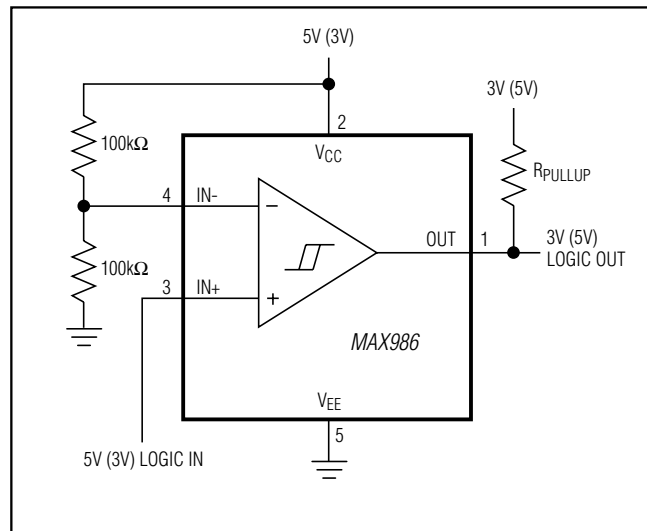 5V (3V)
3V (5V)
2
100kΩ
VCC
RPULLUP
4
IN-
−
OUT
1
3V (5V)
LOGIC OUT
100kΩ
3
IN+
+
MAX986
VEE
5
5V (3V) LOGIC IN